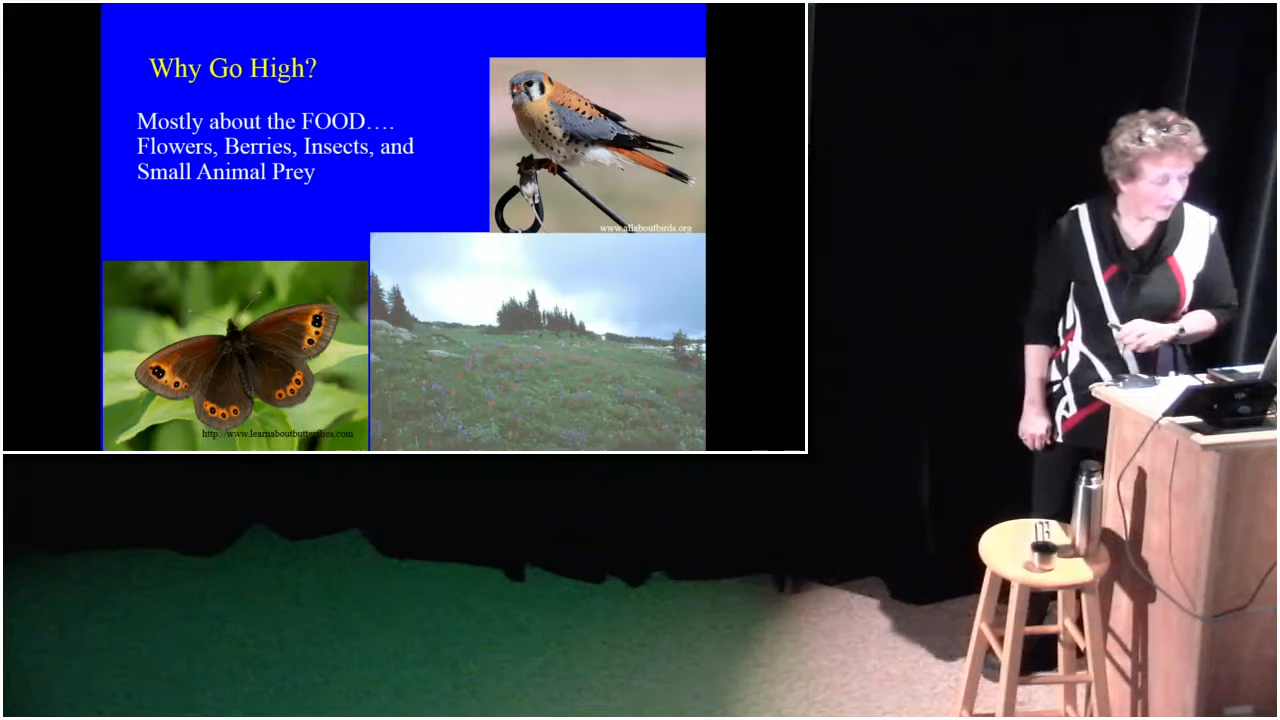 Why Go High?
Mostly about the FOOD….
Flowers, Berries, Insects, and
Small Animal Prey
www.allaboutbirds.org
http://www.learnaboutbutterflies.com